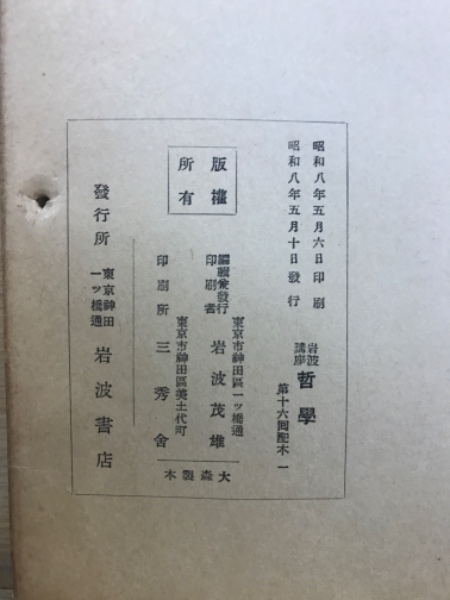 昭和八年五月六日印刷
昭和八年五月十日發行
岩波講座 哲學
第十六回配本 一
版權所有
編輯兼發行印刷者
東京市神田區一ツ橋通
岩波茂雄
東京市神田區美土代町
印刷所 三秀舍
大森製本
發行所
東京神田一ツ橋通
岩波書店